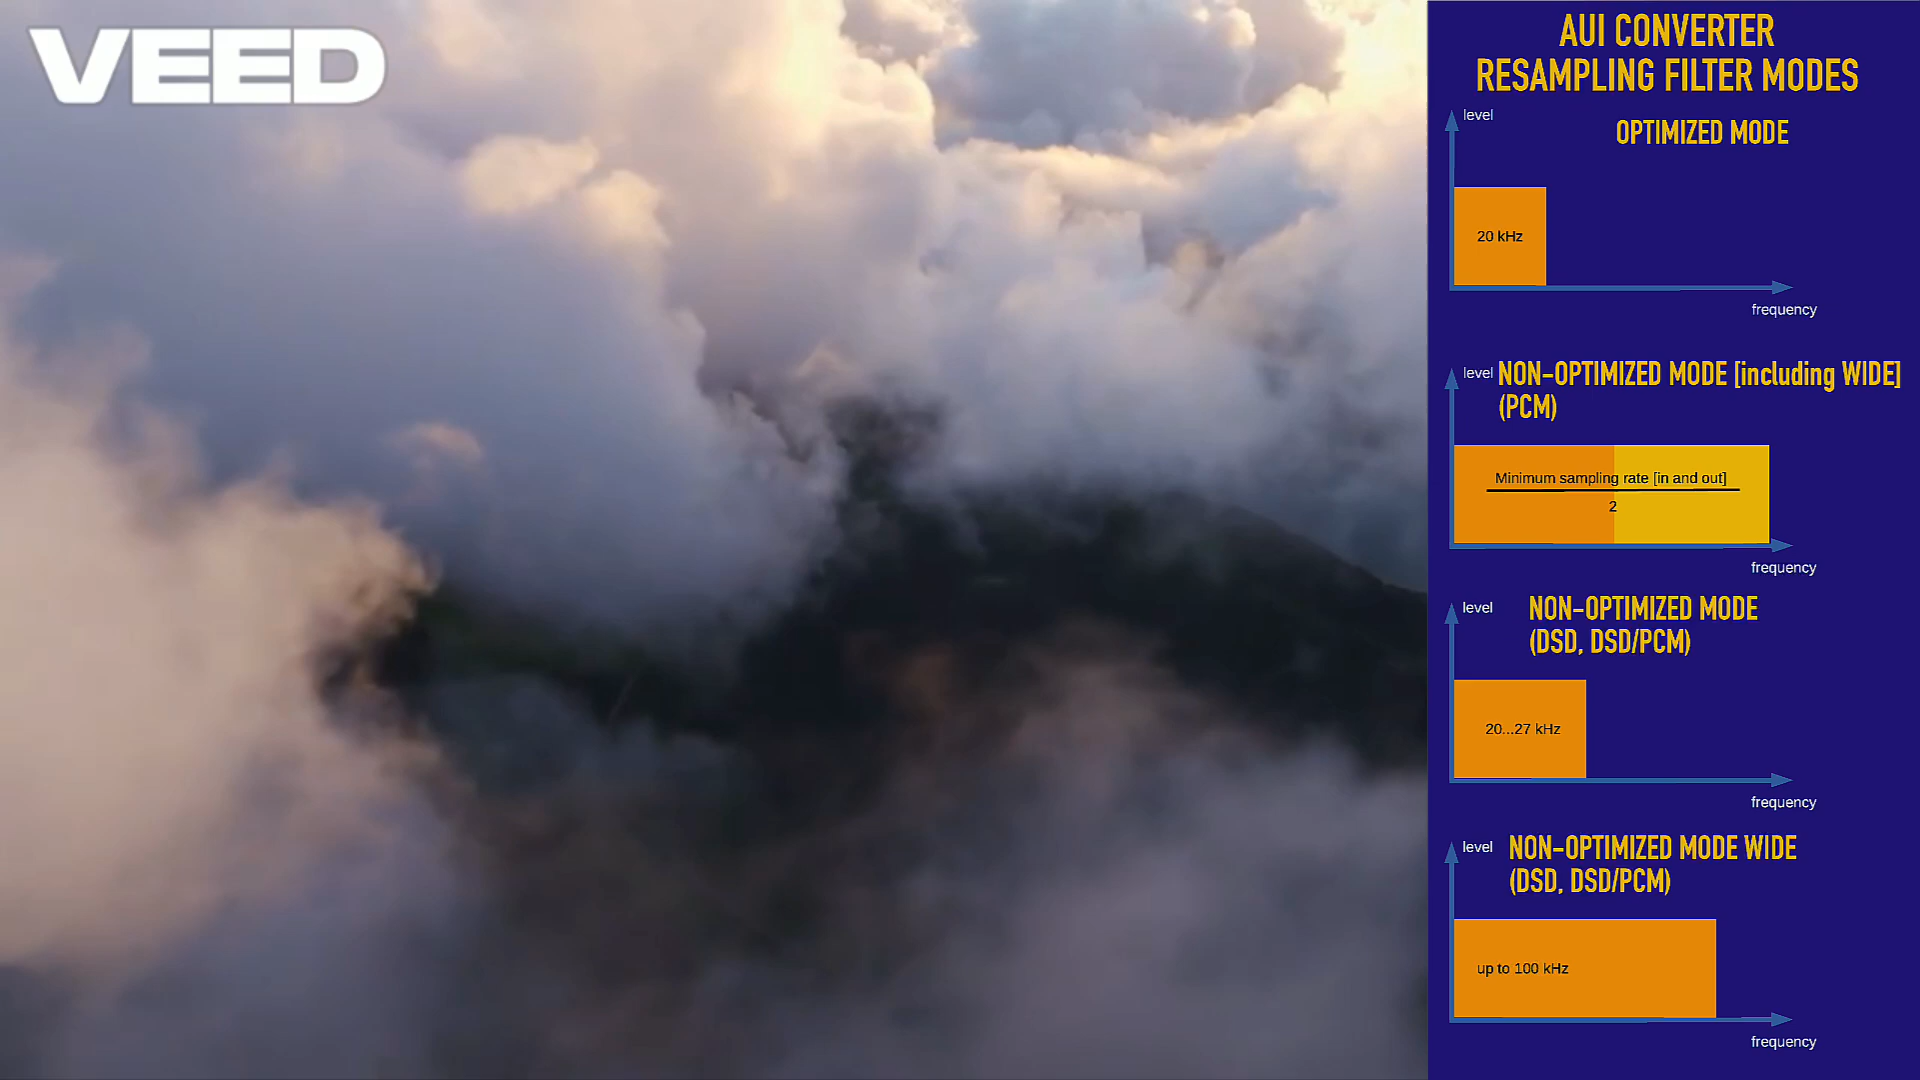 VEED
AUI CONVERTER
RESAMPLING FILTER MODES
level
OPTIMIZED MODE
20 kHz
frequency
level
NON-OPTIMIZED MODE [including WIDE]
(PCM)
Minimum sampling rate [in and out]
2
frequency
level
NON-OPTIMIZED MODE
(DSD, DSD/PCM)
20...27 kHz
frequency
level
NON-OPTIMIZED MODE WIDE
(DSD, DSD/PCM)
up to 100 kHz
frequency